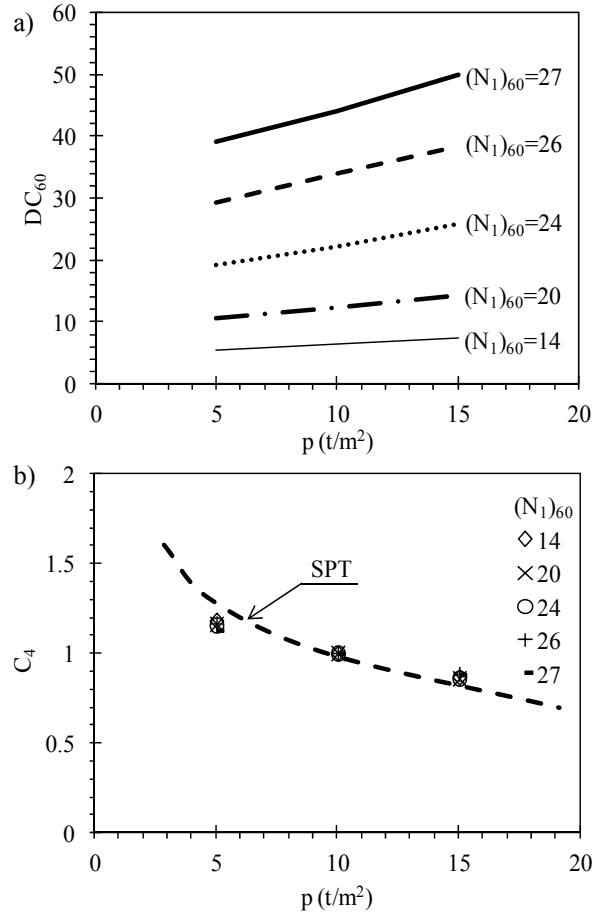 a)
60
50
40
30
20
10
0
DC₆₀
(N₁)₆₀=27
(N₁)₆₀=26
(N₁)₆₀=24
(N₁)₆₀=20
(N₁)₆₀=14
0 5 10 15 20
p (t/m²)
b)
2
1.5
1
0.5
0
C₄
SPT
(N₁)₆₀
14
20
24
26
27
0 5 10 15 20
p (t/m²)